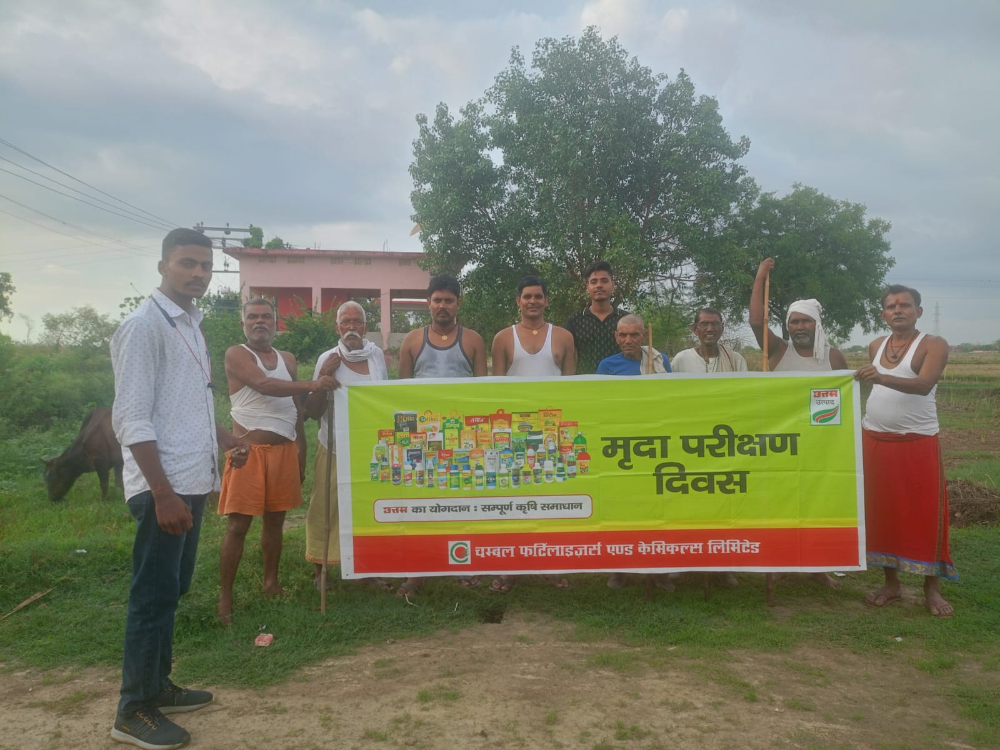 उत्तम
उत्पाद
मृदा परीक्षण
दिवस
उत्तम का योगदान : सम्पूर्ण कृषि समाधान
चम्बल फर्टिलाइज़र्स एण्ड केमिकल्स लिमिटेड